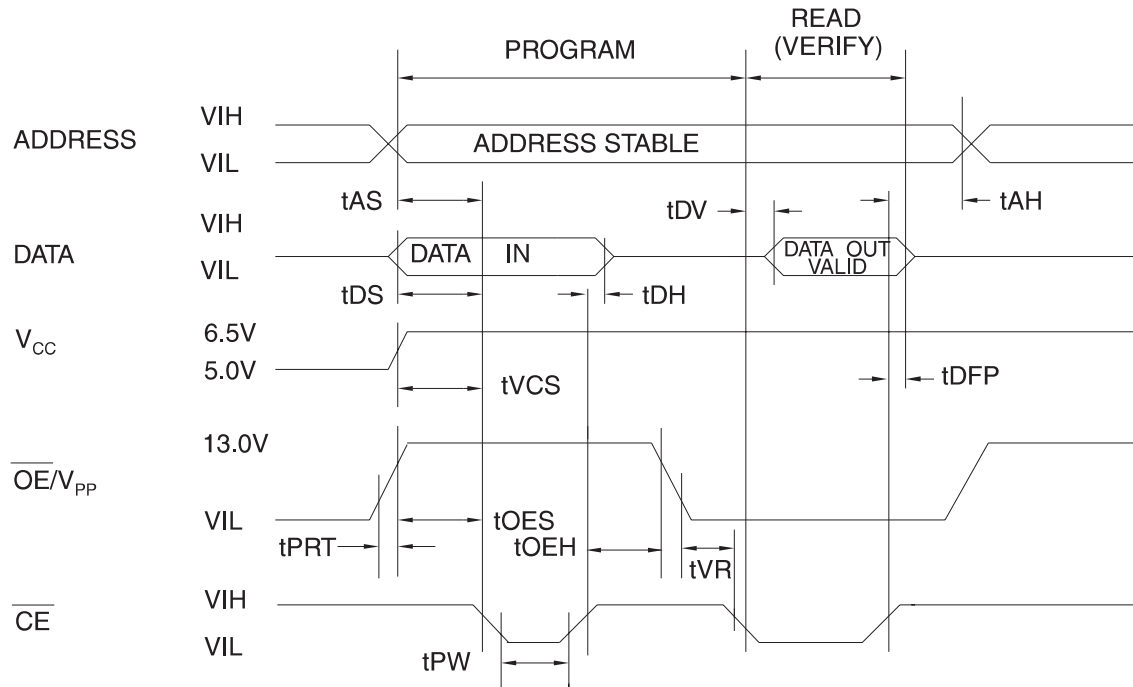 READ
(VERIFY)
PROGRAM
ADDRESS
VIH
VIL
ADDRESS STABLE
tAS
tDV
tAH
DATA
VIH
VIL
DATA IN
DATA OUT
VALID
tDS
tDH
VCC
6.5V
5.0V
tVCS
tDFP
OE/VPP
13.0V
VIL
tPRT
tOES
tOEH
tVR
CE
VIH
VIL
tPW